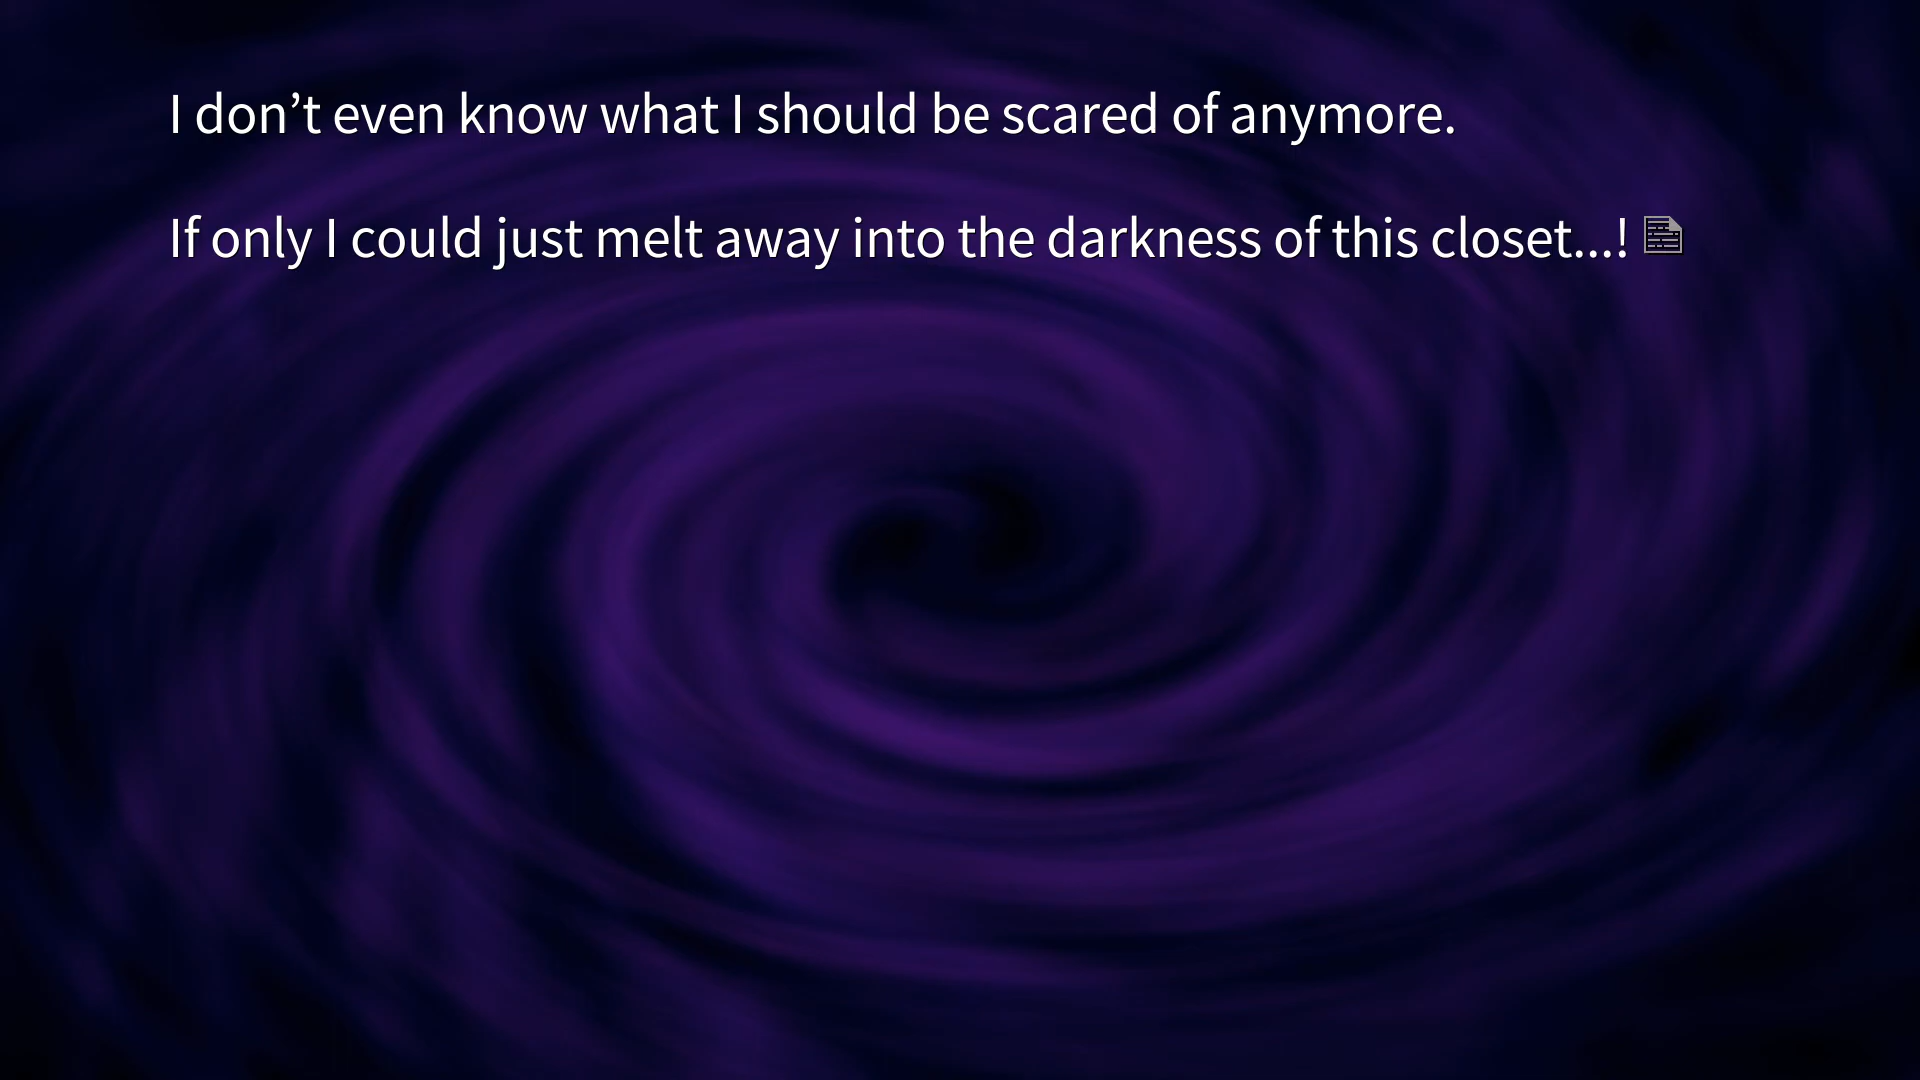 I don’t even know what I should be scared of anymore.
If only I could just melt away into the darkness of this closet...!